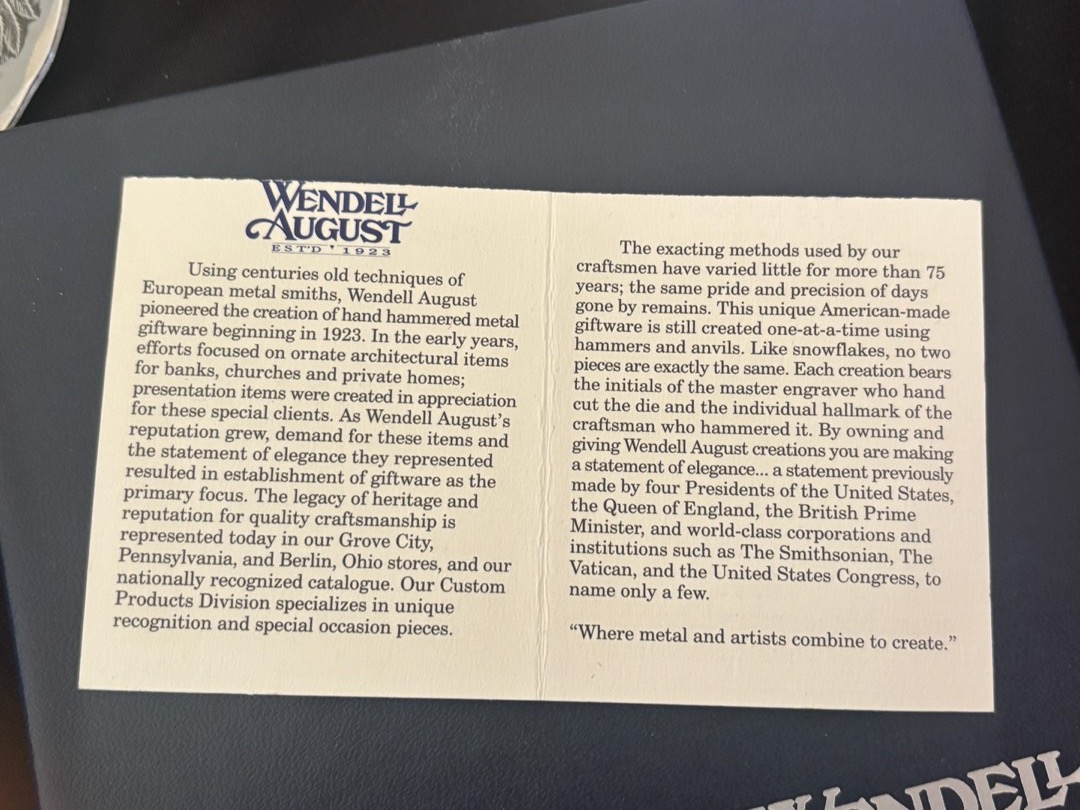 WENDELL
AUGUST
ESTD 1923
Using centuries old techniques of
European metal smiths, Wendell August
pioneered the creation of hand hammered metal
giftware beginning in 1923. In the early years,
efforts focused on ornate architectural items
for banks, churches and private homes;
presentation items were created in appreciation
for these special clients. As Wendell August's
reputation grew, demand for these items and
the statement of elegance they represented
resulted in establishment of giftware as the
primary focus. The legacy of heritage and
reputation for quality craftsmanship is
represented today in our Grove City,
Pennsylvania, and Berlin, Ohio stores, and our
nationally recognized catalogue. Our Custom
Products Division specializes in unique
recognition and special occasion pieces.
The exacting methods used by our
craftsmen have varied little for more than 75
years; the same pride and precision of days
gone by remains. This unique American-made
giftware is still created one-at-a-time using
hammers and anvils. Like snowflakes, no two
pieces are exactly the same. Each creation bears
the initials of the master engraver who hand
cut the die and the individual hallmark of the
craftsman who hammered it. By owning and
giving Wendell August creations you are making
a statement of elegance... a statement previously
made by four Presidents of the United States,
the Queen of England, the British Prime
Minister, and world-class corporations and
institutions such as The Smithsonian, The
Vatican, and the United States Congress, to
name only a few.
“Where metal and artists combine to create.”
WENDELL